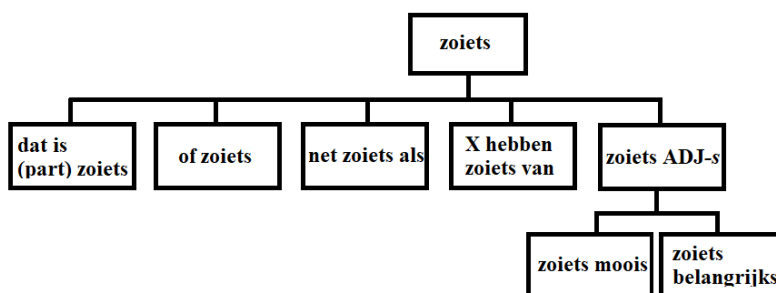 zoiets
dat is
(part) zoiets
of zoiets
net zoiets als
X hebben
zoiets van
zoiets ADJ-s
zoiets moois
zoiets
belangrijks